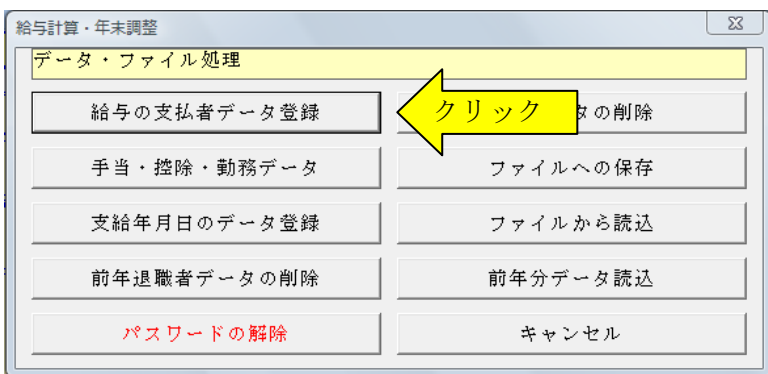 給与計算・年末調整
データ・ファイル処理
給与の支払者データ登録
クリック
タの削除
手当・控除・勤務データ
ファイルへの保存
支給年月日のデータ登録
ファイルから読込
前年退職者データの削除
前年分データ読込
パスワードの解除
キャンセル